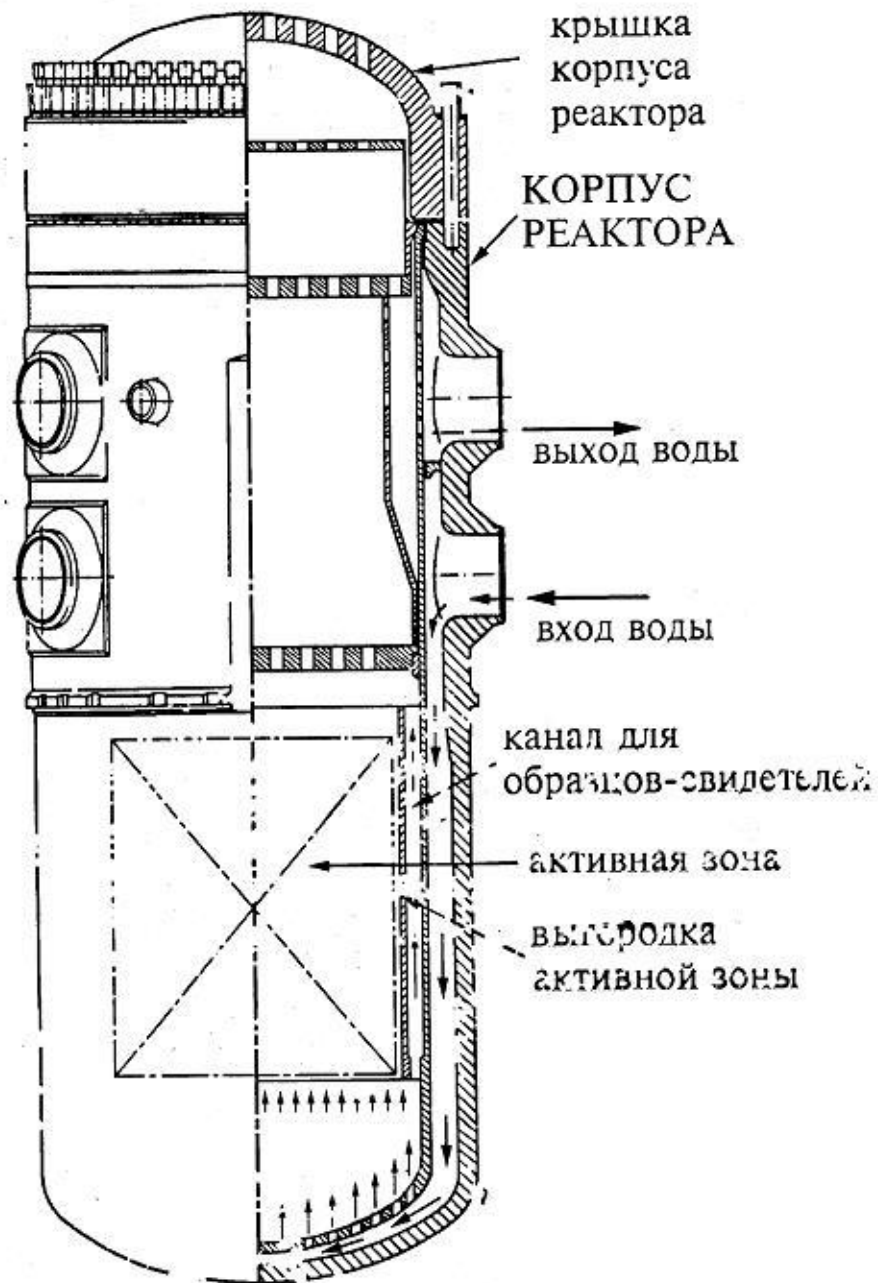 крышка
корпуса
реактора
КОРПУС
РЕАКТОРА
выход воды
вход воды
канал для
образцов-свидетелей
активная зона
выгородка
активной зоны